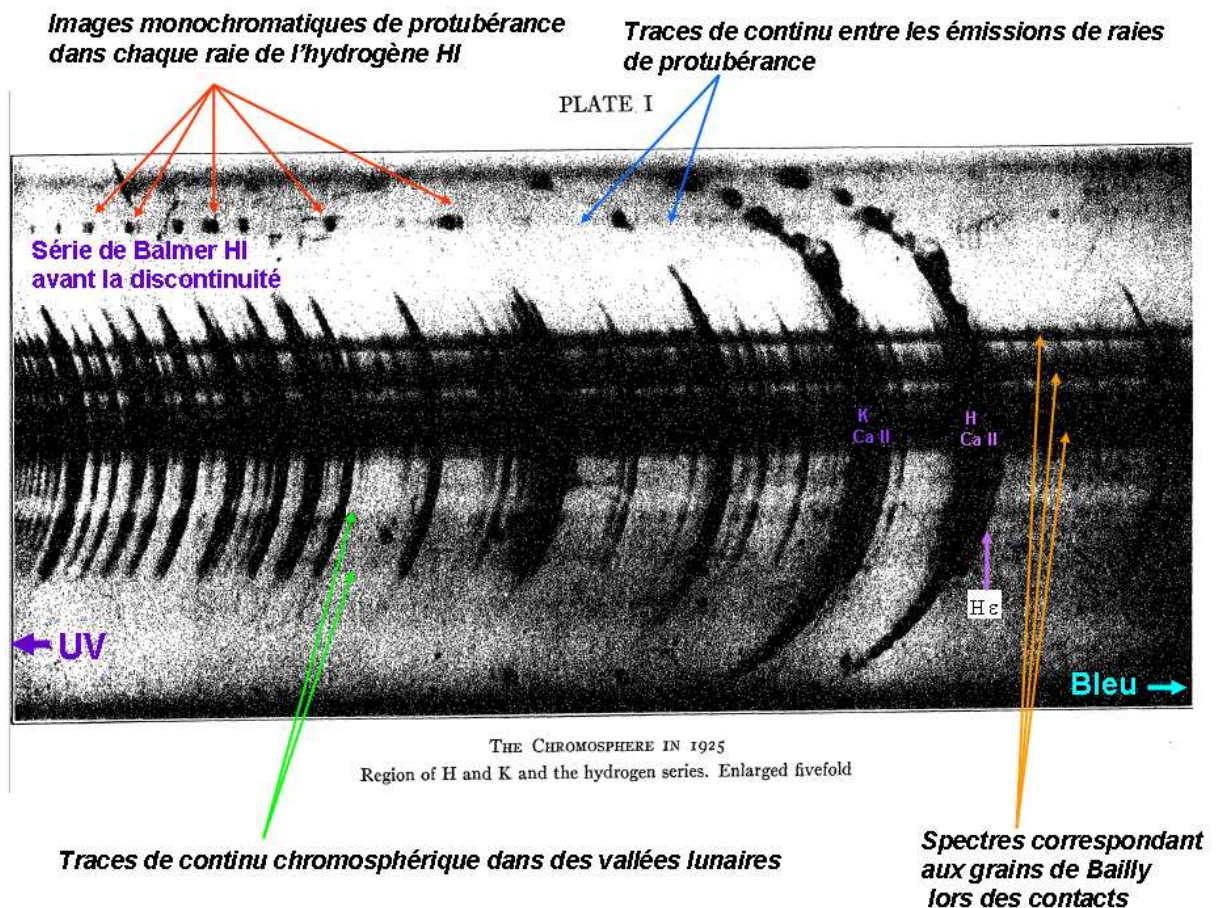 Images monochromatiques de protubérance
dans chaque raie de l'hydrogène HI
Traces de continu entre les émissions de raies
de protubérance
PLATE I
Série de Balmer HI
avant la discontinuité
K
Ca II
H
Ca II
Hε
UV
Bleu
THE CHROMOSPHERE IN 1925
Region of H and K and the hydrogen series. Enlarged fivefold
Traces de continu chromosphérique dans des vallées lunaires
Spectres correspondant
aux grains de Bailly
lors des contacts